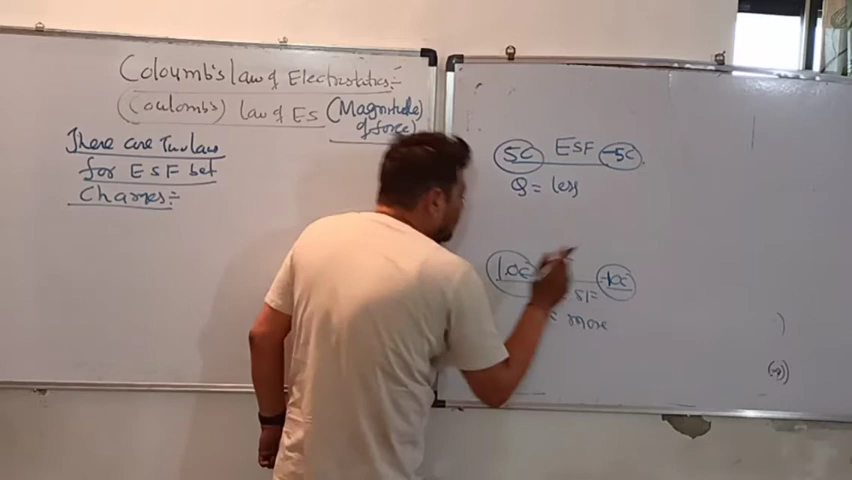 Coloumb's law of Electrostatics :-
(Coulomb's) law of Es (Magnitude of force)
There are Two law
for ESF bet
Charges :-
5C ESF -5C
Q = less
10C -10C
= more